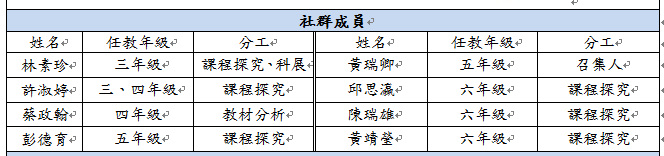 社群成員
姓名 任教年級 分工 姓名 任教年級 分工
林素珍 三年級 課程探究、科展 黃瑞卿 五年級 召集人
許淑婷 三、四年級 課程探究 邱思瀛 六年級 課程探究
蔡政翰 四年級 教材分析 陳瑞雄 六年級 課程探究
彭德育 五年級 課程探究 黃靖瑩 六年級 課程探究